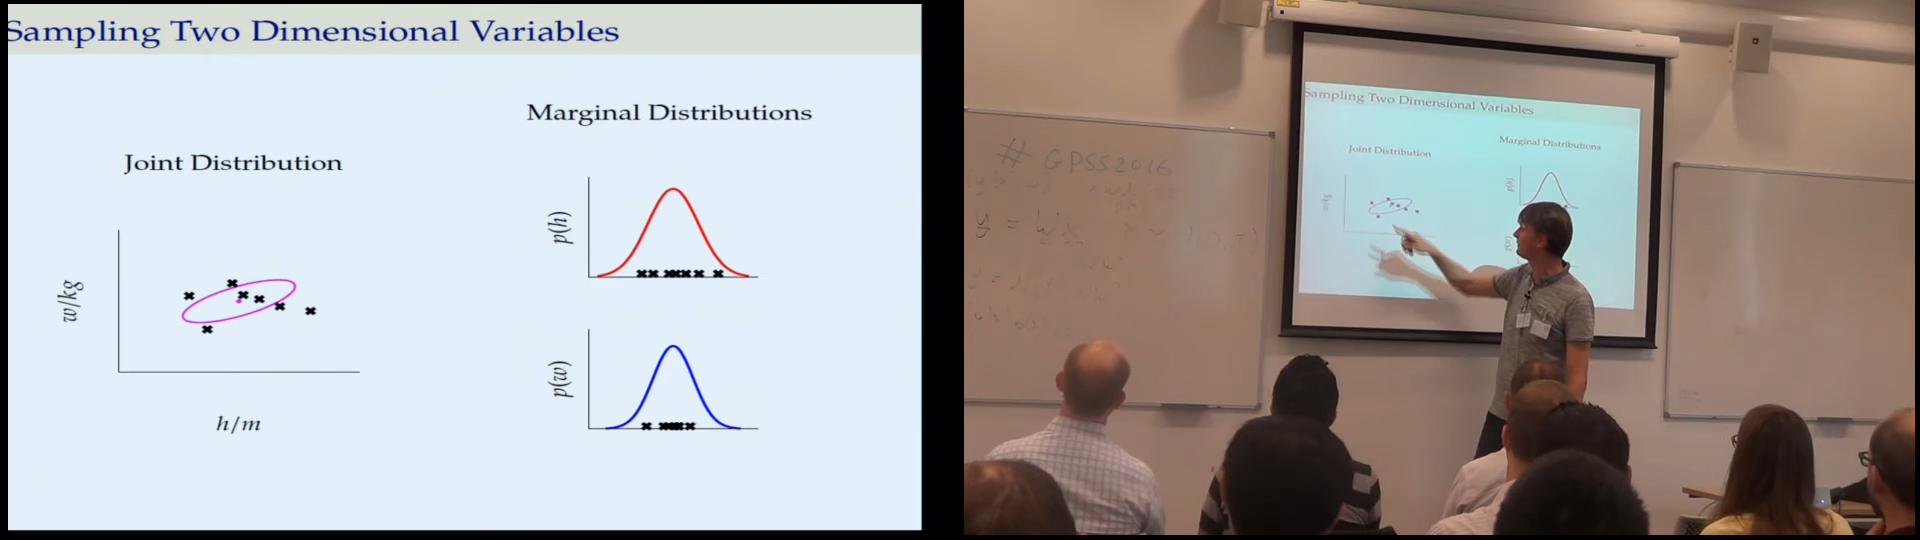 Sampling Two Dimensional Variables
Marginal Distributions
Joint Distribution
p(h)
w/kg
p(w)
h/m
# GPSS2016
Sampling Two Dimensional Variables
Marginal Distributions
Joint Distribution